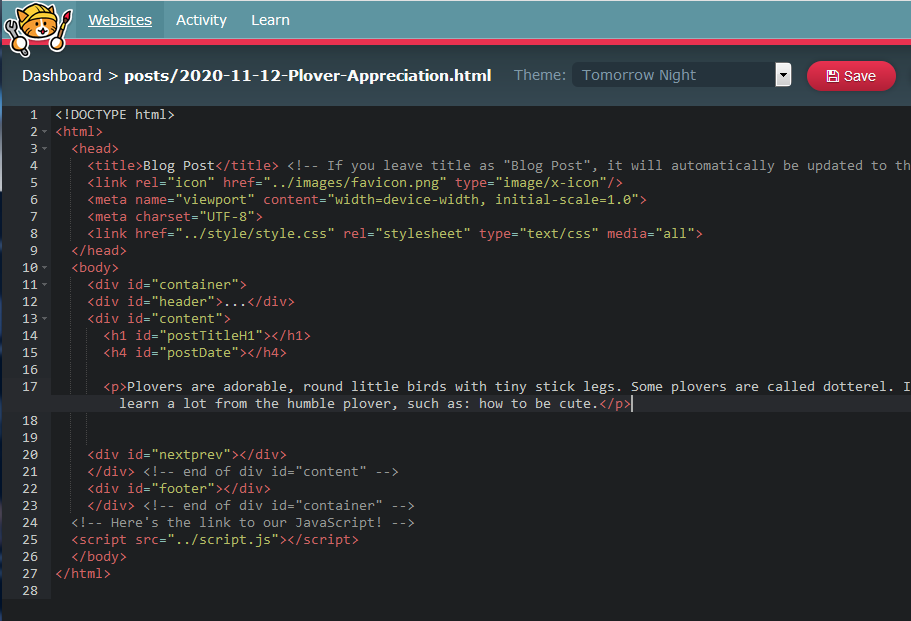 Websites Activity Learn
Dashboard > posts/2020-11-12-Plover-Appreciation.html Theme: Tomorrow Night Save
1 <!DOCTYPE html>
2 <html>
3 <head>
4 <title>Blog Post</title> <!-- If you leave title as "Blog Post", it will automatically be updated to th
5 <link rel="icon" href="../images/favicon.png" type="image/x-icon"/>
6 <meta name="viewport" content="width=device-width, initial-scale=1.0">
7 <meta charset="UTF-8">
8 <link href="../style/style.css" rel="stylesheet" type="text/css" media="all">
9 </head>
10 <body>
11 <div id="container">
12 <div id="header">...</div>
13 <div id="content">
14 <h1 id="postTitleH1"></h1>
15 <h4 id="postDate"></h4>
16
17 <p>Plovers are adorable, round little birds with tiny stick legs. Some plovers are called dotterel. I
learn a lot from the humble plover, such as: how to be cute.</p>
18
19
20 <div id="nextprev"></div>
21 </div> <!-- end of div id="content" -->
22 <div id="footer"></div>
23 </div> <!-- end of div id="container" -->
24 <!-- Here's the link to our JavaScript! -->
25 <script src="../script.js"></script>
26 </body>
27 </html>
28